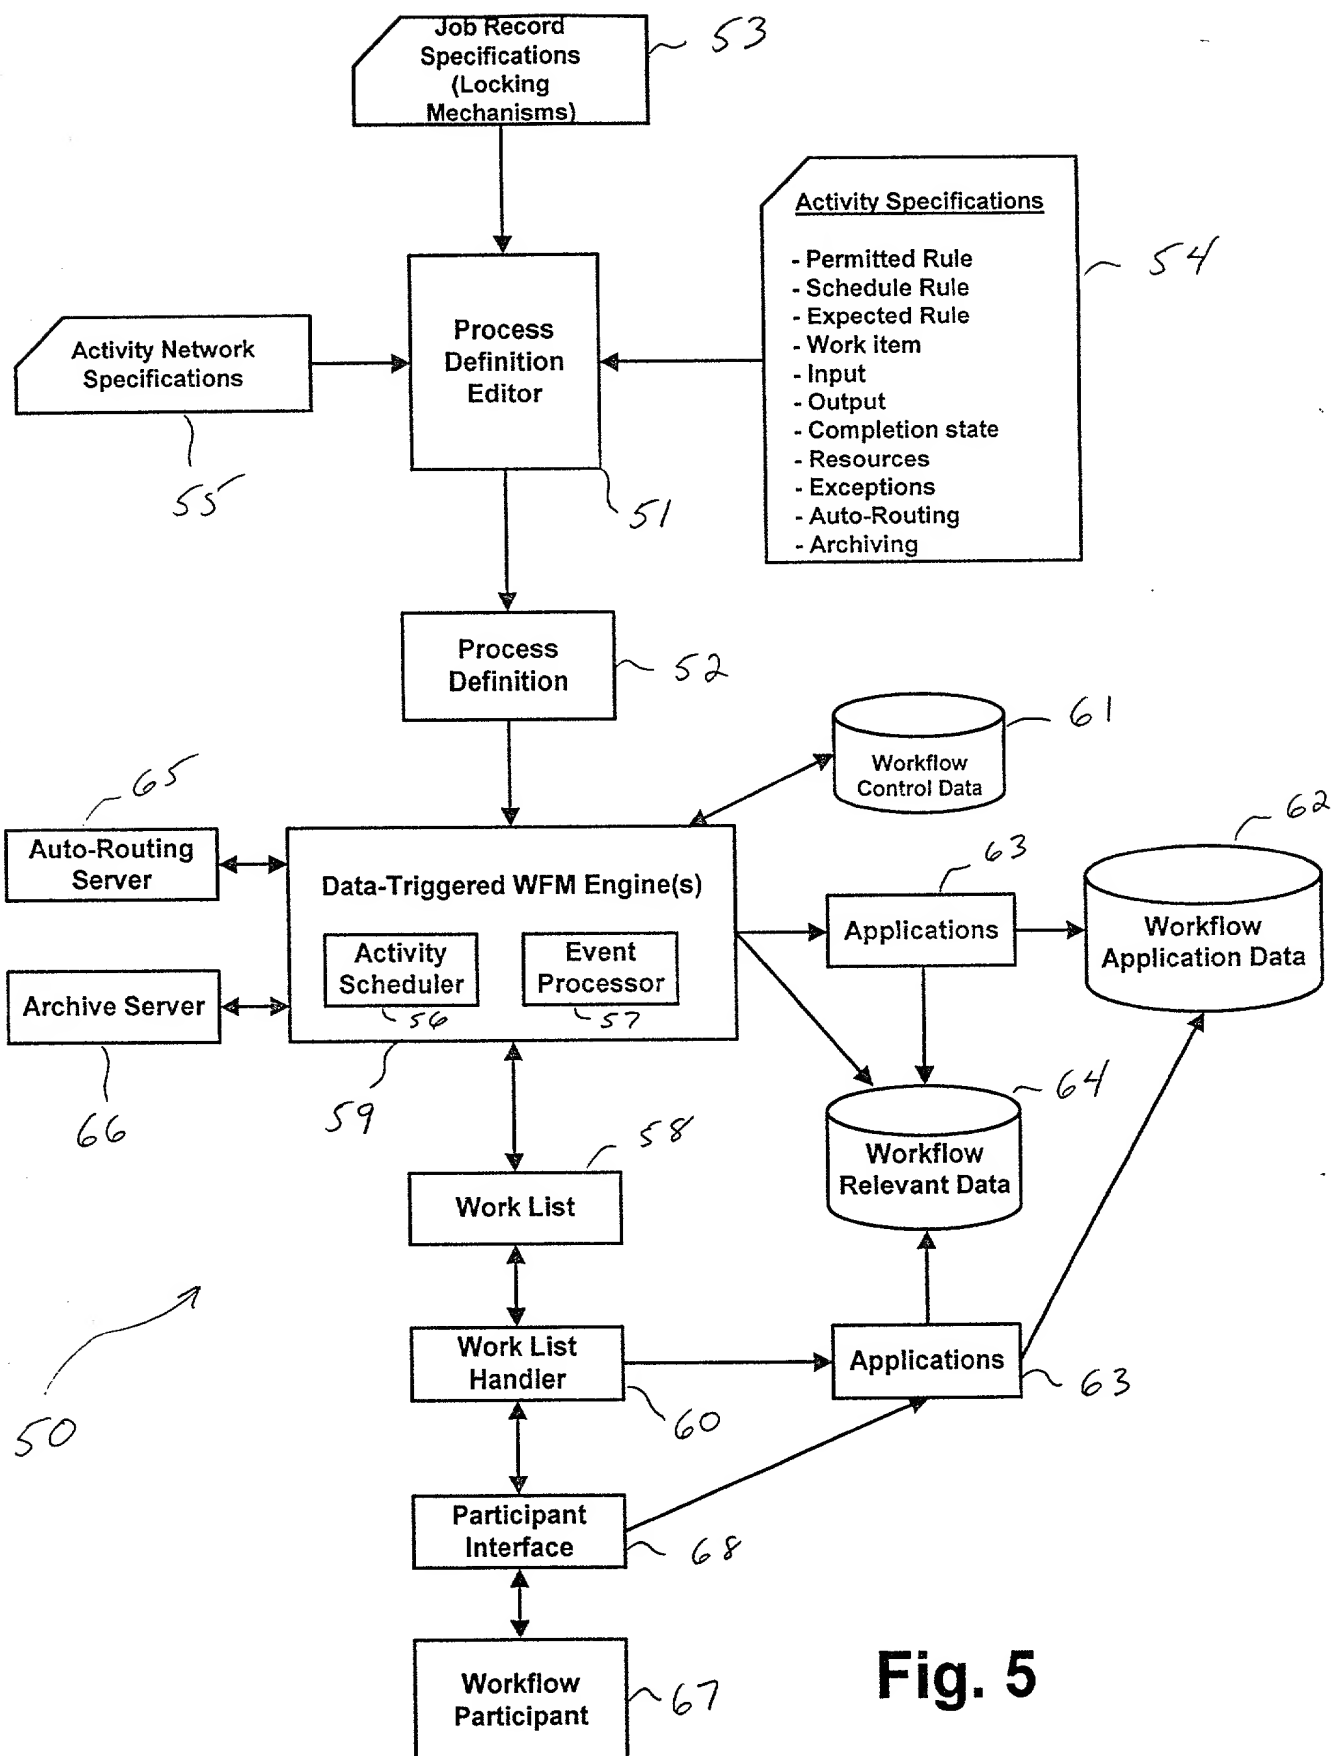 Job Record
Specifications
(Locking
Mechanisms)
53
Activity Specifications
- Permitted Rule
- Schedule Rule
- Expected Rule
- Work item
- Input
- Output
- Completion state
- Resources
- Exceptions
- Auto-Routing
- Archiving
54
Activity Network
Specifications
55
Process
Definition
Editor
51
Process
Definition
52
Workflow
Control Data
61
65
Auto-Routing
Server
Data-Triggered WFM Engine(s)
Activity
Scheduler
56
Event
Processor
57
59
63
Applications
62
Workflow
Application Data
Archive Server
66
64
Workflow
Relevant Data
58
Work List
50
Work List
Handler
60
Applications
63
Participant
Interface
68
Workflow
Participant
67
Fig. 5